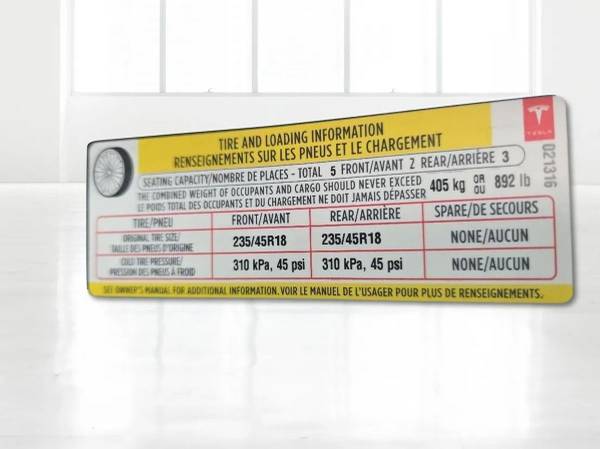 TIRE AND LOADING INFORMATION
RENSEIGNEMENTS SUR LES PNEUS ET LE CHARGEMENT
TESLA
021316
SEATING CAPACITY/NOMBRE DE PLACES - TOTAL 5 FRONT/AVANT 2 REAR/ARRIÈRE 3
THE COMBINED WEIGHT OF OCCUPANTS AND CARGO SHOULD NEVER EXCEED
LE POIDS TOTAL DES OCCUPANTS ET DU CHARGEMENT NE DOIT JAMAIS DÉPASSER
405 kg OR OU 892 lb
TIRE/PNEU FRONT/AVANT REAR/ARRIÈRE SPARE/DE SECOURS
ORIGINAL TIRE SIZE/
TAILLE DES PNEUS D'ORIGINE
235/45R18 235/45R18 NONE/AUCUN
COLD TIRE PRESSURE/
PRESSION DES PNEUS À FROID
310 kPa, 45 psi 310 kPa, 45 psi NONE/AUCUN
SEE OWNER'S MANUAL FOR ADDITIONAL INFORMATION. VOIR LE MANUEL DE L'USAGER POUR PLUS DE RENSEIGNEMENTS.